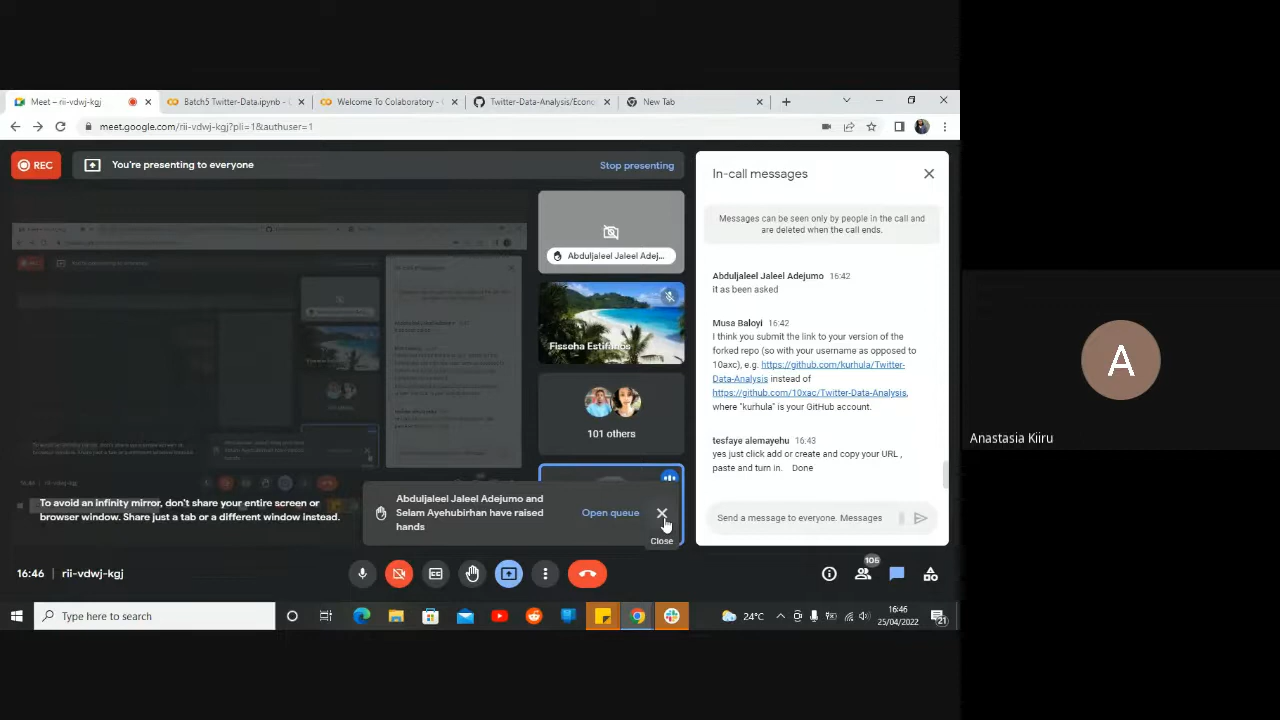 Meet – rii-vdwj-kgj
Batch5 Twitter-Data.ipynb -
Welcome To Colaboratory -
Twitter-Data-Analysis/Econo
New Tab
meet.google.com/rii-vdwj-kgj?pli=1&authuser=1
REC
You're presenting to everyone
Stop presenting
Abduljaleel Jaleel Adej...
Fisseha Estifanos
101 others
To avoid an infinity mirror, don't share your entire screen or
browser window. Share just a tab or a different window instead.
Abduljaleel Jaleel Adejumo and
Selam Ayehubirhan have raised
hands
Open queue
Close
In-call messages
Messages can be seen only by people in the call and
are deleted when the call ends.
Abduljaleel Jaleel Adejumo 16:42
it as been asked
Musa Baloyi 16:42
I think you submit the link to your version of the
forked repo (so with your username as opposed to
10axc), e.g. https://github.com/kurhula/Twitter-
Data-Analysis instead of
https://github.com/10xac/Twitter-Data-Analysis,
where "kurhula" is your GitHub account.
tesfaye alemayehu 16:43
yes just click add or create and copy your URL ,
paste and turn in. Done
Send a message to everyone. Messages
16:46 rii-vdwj-kgj
106
Type here to search
24°C
16:46
25/04/2022
21
A
Anastasia Kiiru